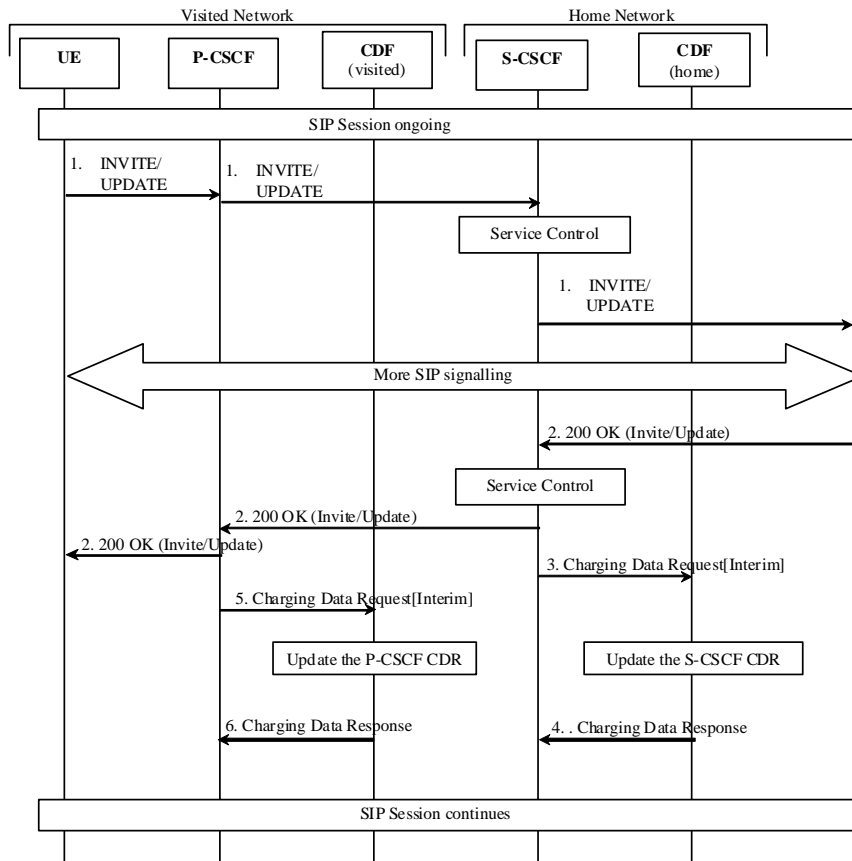 Visited Network
Home Network
UE
P-CSCF
CDF
(visited)
S-CSCF
CDF
(home)
SIP Session ongoing
1. INVITE/
UPDATE
1. INVITE/
UPDATE
Service Control
1. INVITE/
UPDATE
More SIP signalling
2. 200 OK (Invite/Update)
Service Control
2. 200 OK (Invite/Update)
2. 200 OK (Invite/Update)
3. Charging Data Request[Interim]
5. Charging Data Request[Interim]
Update the P-CSCF CDR
Update the S-CSCF CDR
6. Charging Data Response
4. . Charging Data Response
SIP Session continues